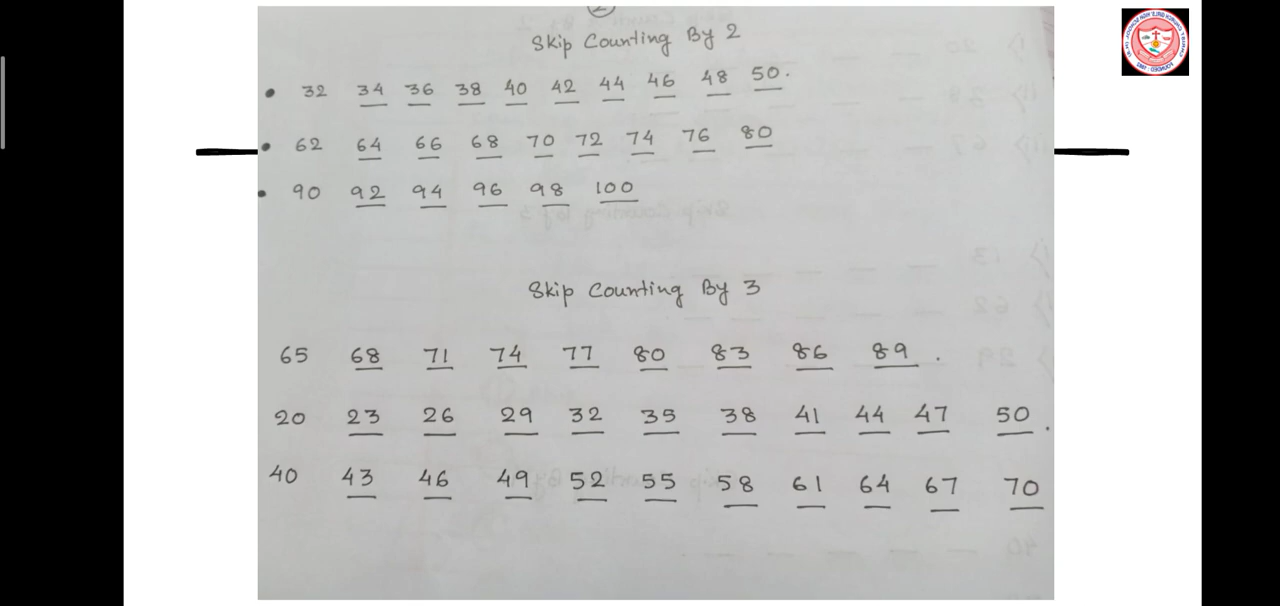 2
Skip Counting By 2
• 32 34 36 38 40 42 44 46 48 50.
• 62 64 66 68 70 72 74 76 80
• 90 92 94 96 98 100
Skip Counting By 3
65 68 71 74 77 80 83 86 89.
20 23 26 29 32 35 38 41 44 47 50.
40 43 46 49 52 55 58 61 64 67 70